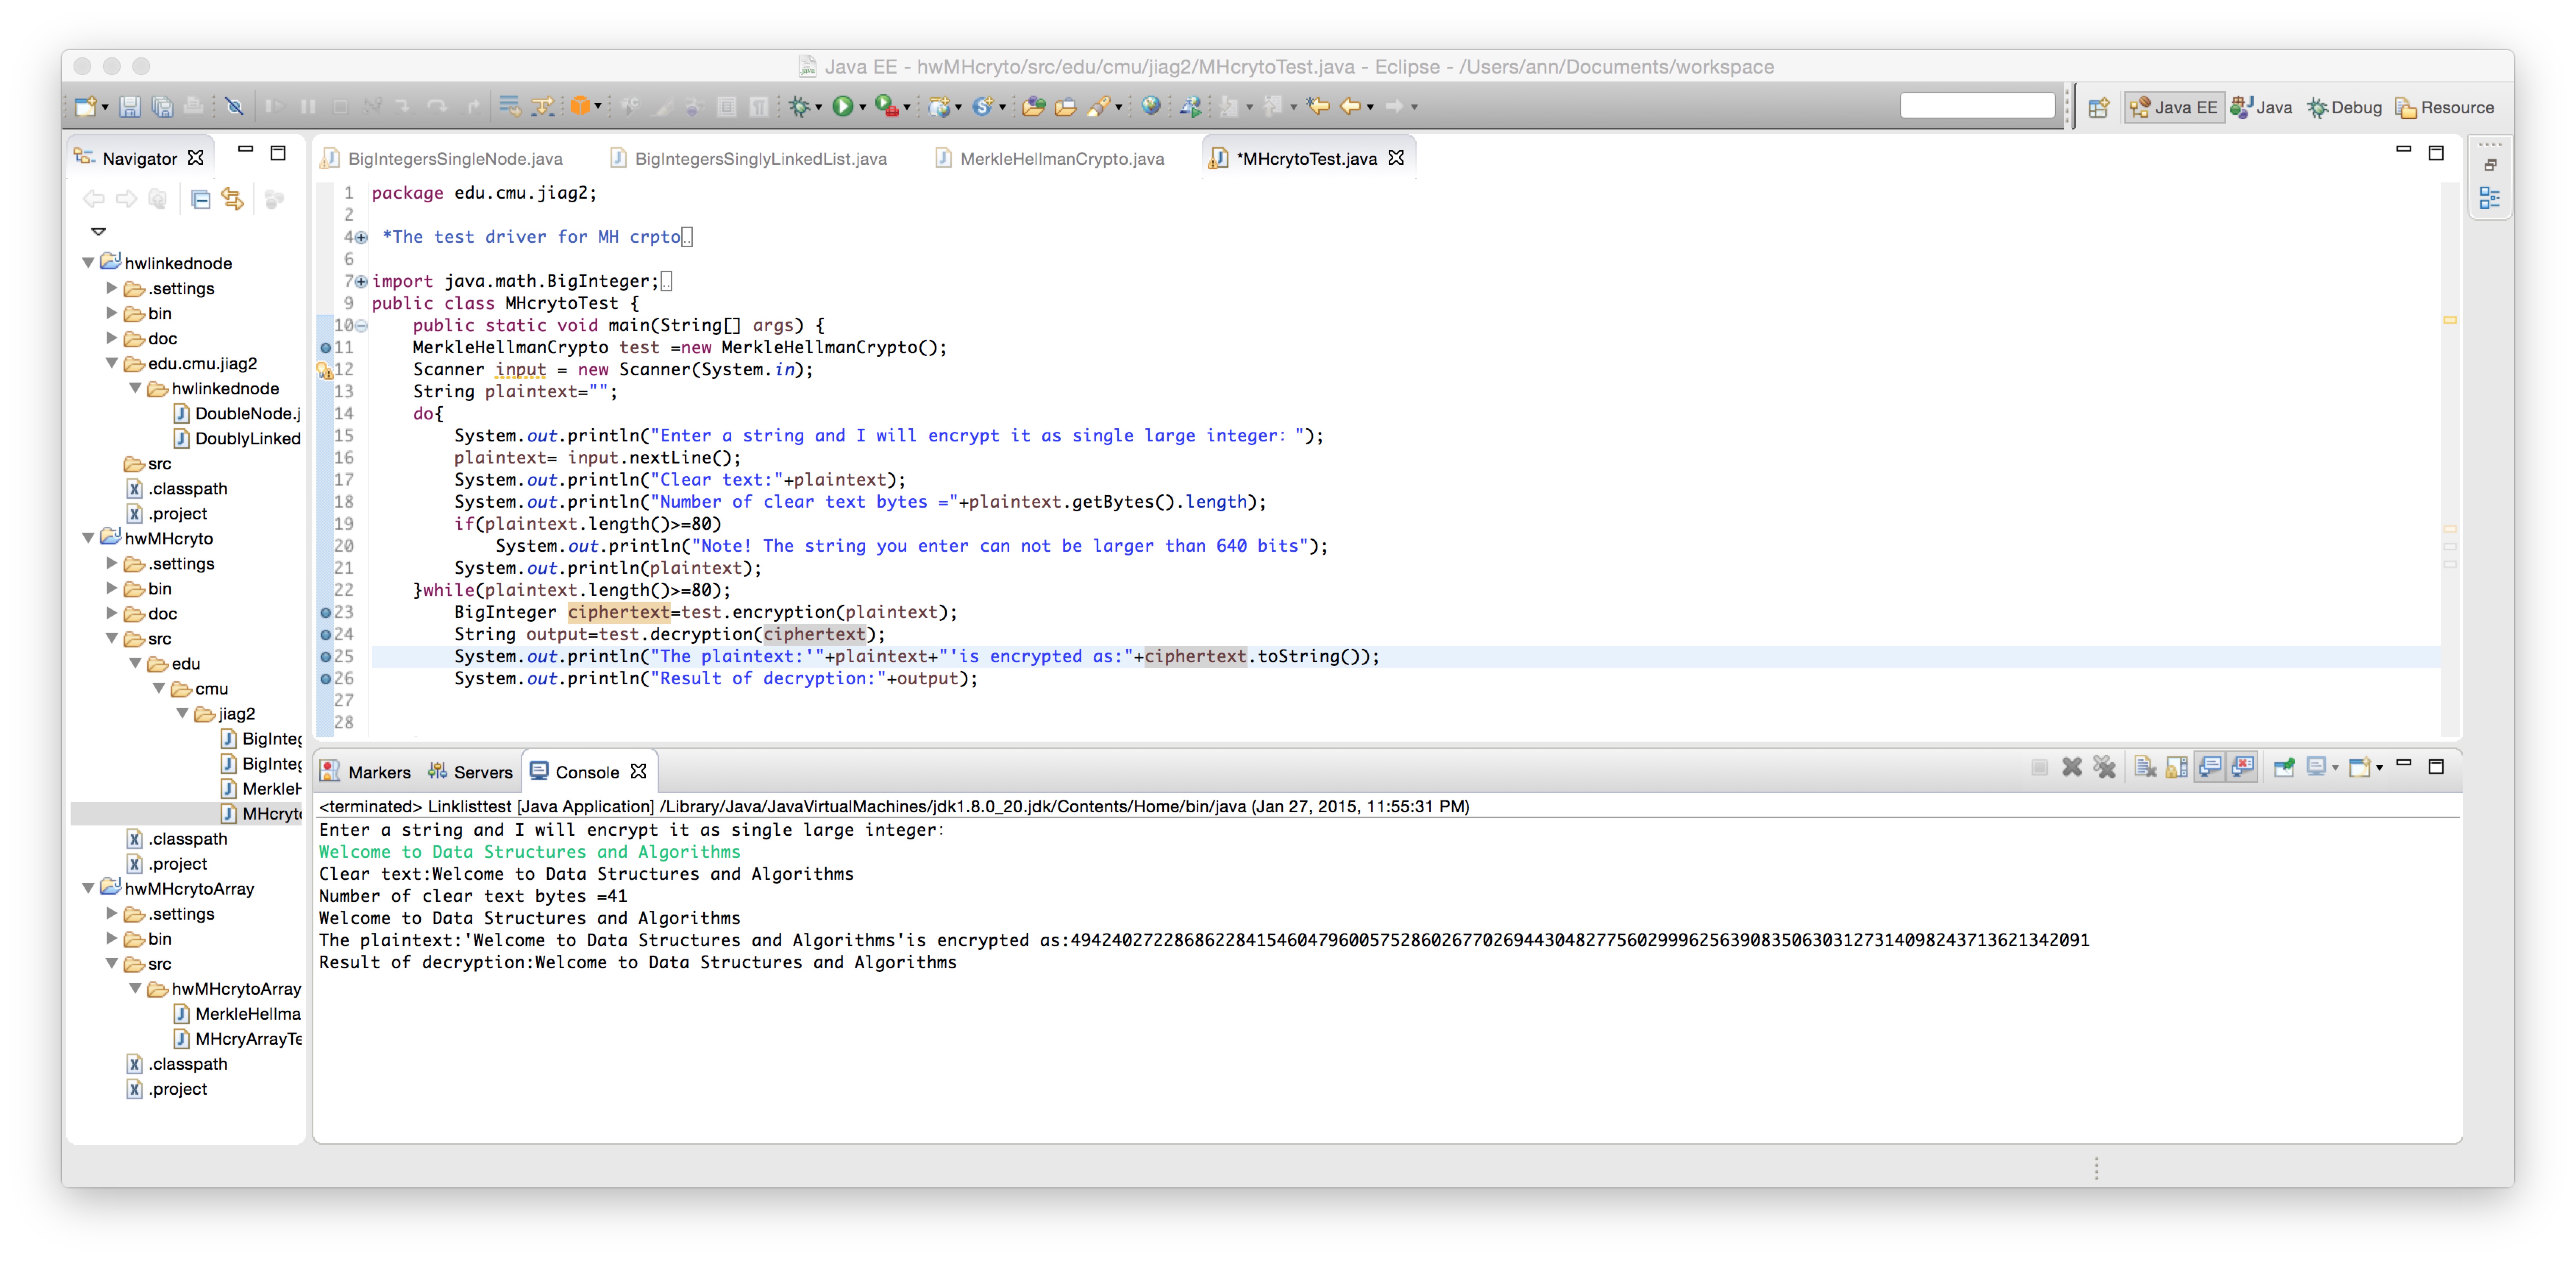 Java EE - hwMHcryto/src/edu/cmu/jiag2/MHcrytoTest.java - Eclipse - /Users/ann/Documents/workspace
Java EE Java Debug Resource
Navigator
hwlinkednode
.settings
bin
doc
edu.cmu.jiag2
hwlinkednode
DoubleNode.j
DoublyLinked
src
.classpath
.project
hwMHcryto
.settings
bin
doc
src
edu
cmu
jiag2
BigInteg
BigInteg
MerkleH
MHcryto
.classpath
.project
hwMHcrytoArray
.settings
bin
src
hwMHcrytoArray
MerkleHellma
MHcryArrayTe
.classpath
.project
BigIntegersSingleNode.java BigIntegersSinglyLinkedList.java MerkleHellmanCrypto.java *MHcrytoTest.java
1 package edu.cmu.jiag2;
2
4 *The test driver for MH crpto
6
7 import java.math.BigInteger;
9 public class MHcrytoTest {
10 public static void main(String[] args) {
11 MerkleHellmanCrypto test =new MerkleHellmanCrypto();
12 Scanner input = new Scanner(System.in);
13 String plaintext="";
14 do{
15 System.out.println("Enter a string and I will encrypt it as single large integer: ");
16 plaintext= input.nextLine();
17 System.out.println("Clear text:"+plaintext);
18 System.out.println("Number of clear text bytes ="+plaintext.getBytes().length);
19 if(plaintext.length()>=80)
20 System.out.println("Note! The string you enter can not be larger than 640 bits");
21 System.out.println(plaintext);
22 }while(plaintext.length()>=80);
23 BigInteger ciphertext=test.encryption(plaintext);
24 String output=test.decryption(ciphertext);
25 System.out.println("The plaintext:'"+plaintext+"'is encrypted as:"+ciphertext.toString());
26 System.out.println("Result of decryption:"+output);
27
28
Markers Servers Console
<terminated> Linklisttest [Java Application] /Library/Java/JavaVirtualMachines/jdk1.8.0_20.jdk/Contents/Home/bin/java (Jan 27, 2015, 11:55:31 PM)
Enter a string and I will encrypt it as single large integer:
Welcome to Data Structures and Algorithms
Clear text:Welcome to Data Structures and Algorithms
Number of clear text bytes =41
Welcome to Data Structures and Algorithms
The plaintext:'Welcome to Data Structures and Algorithms'is encrypted as:494240272286862284154604796005752860267702694430482775602999625639083506303127314098243713621342091
Result of decryption:Welcome to Data Structures and Algorithms